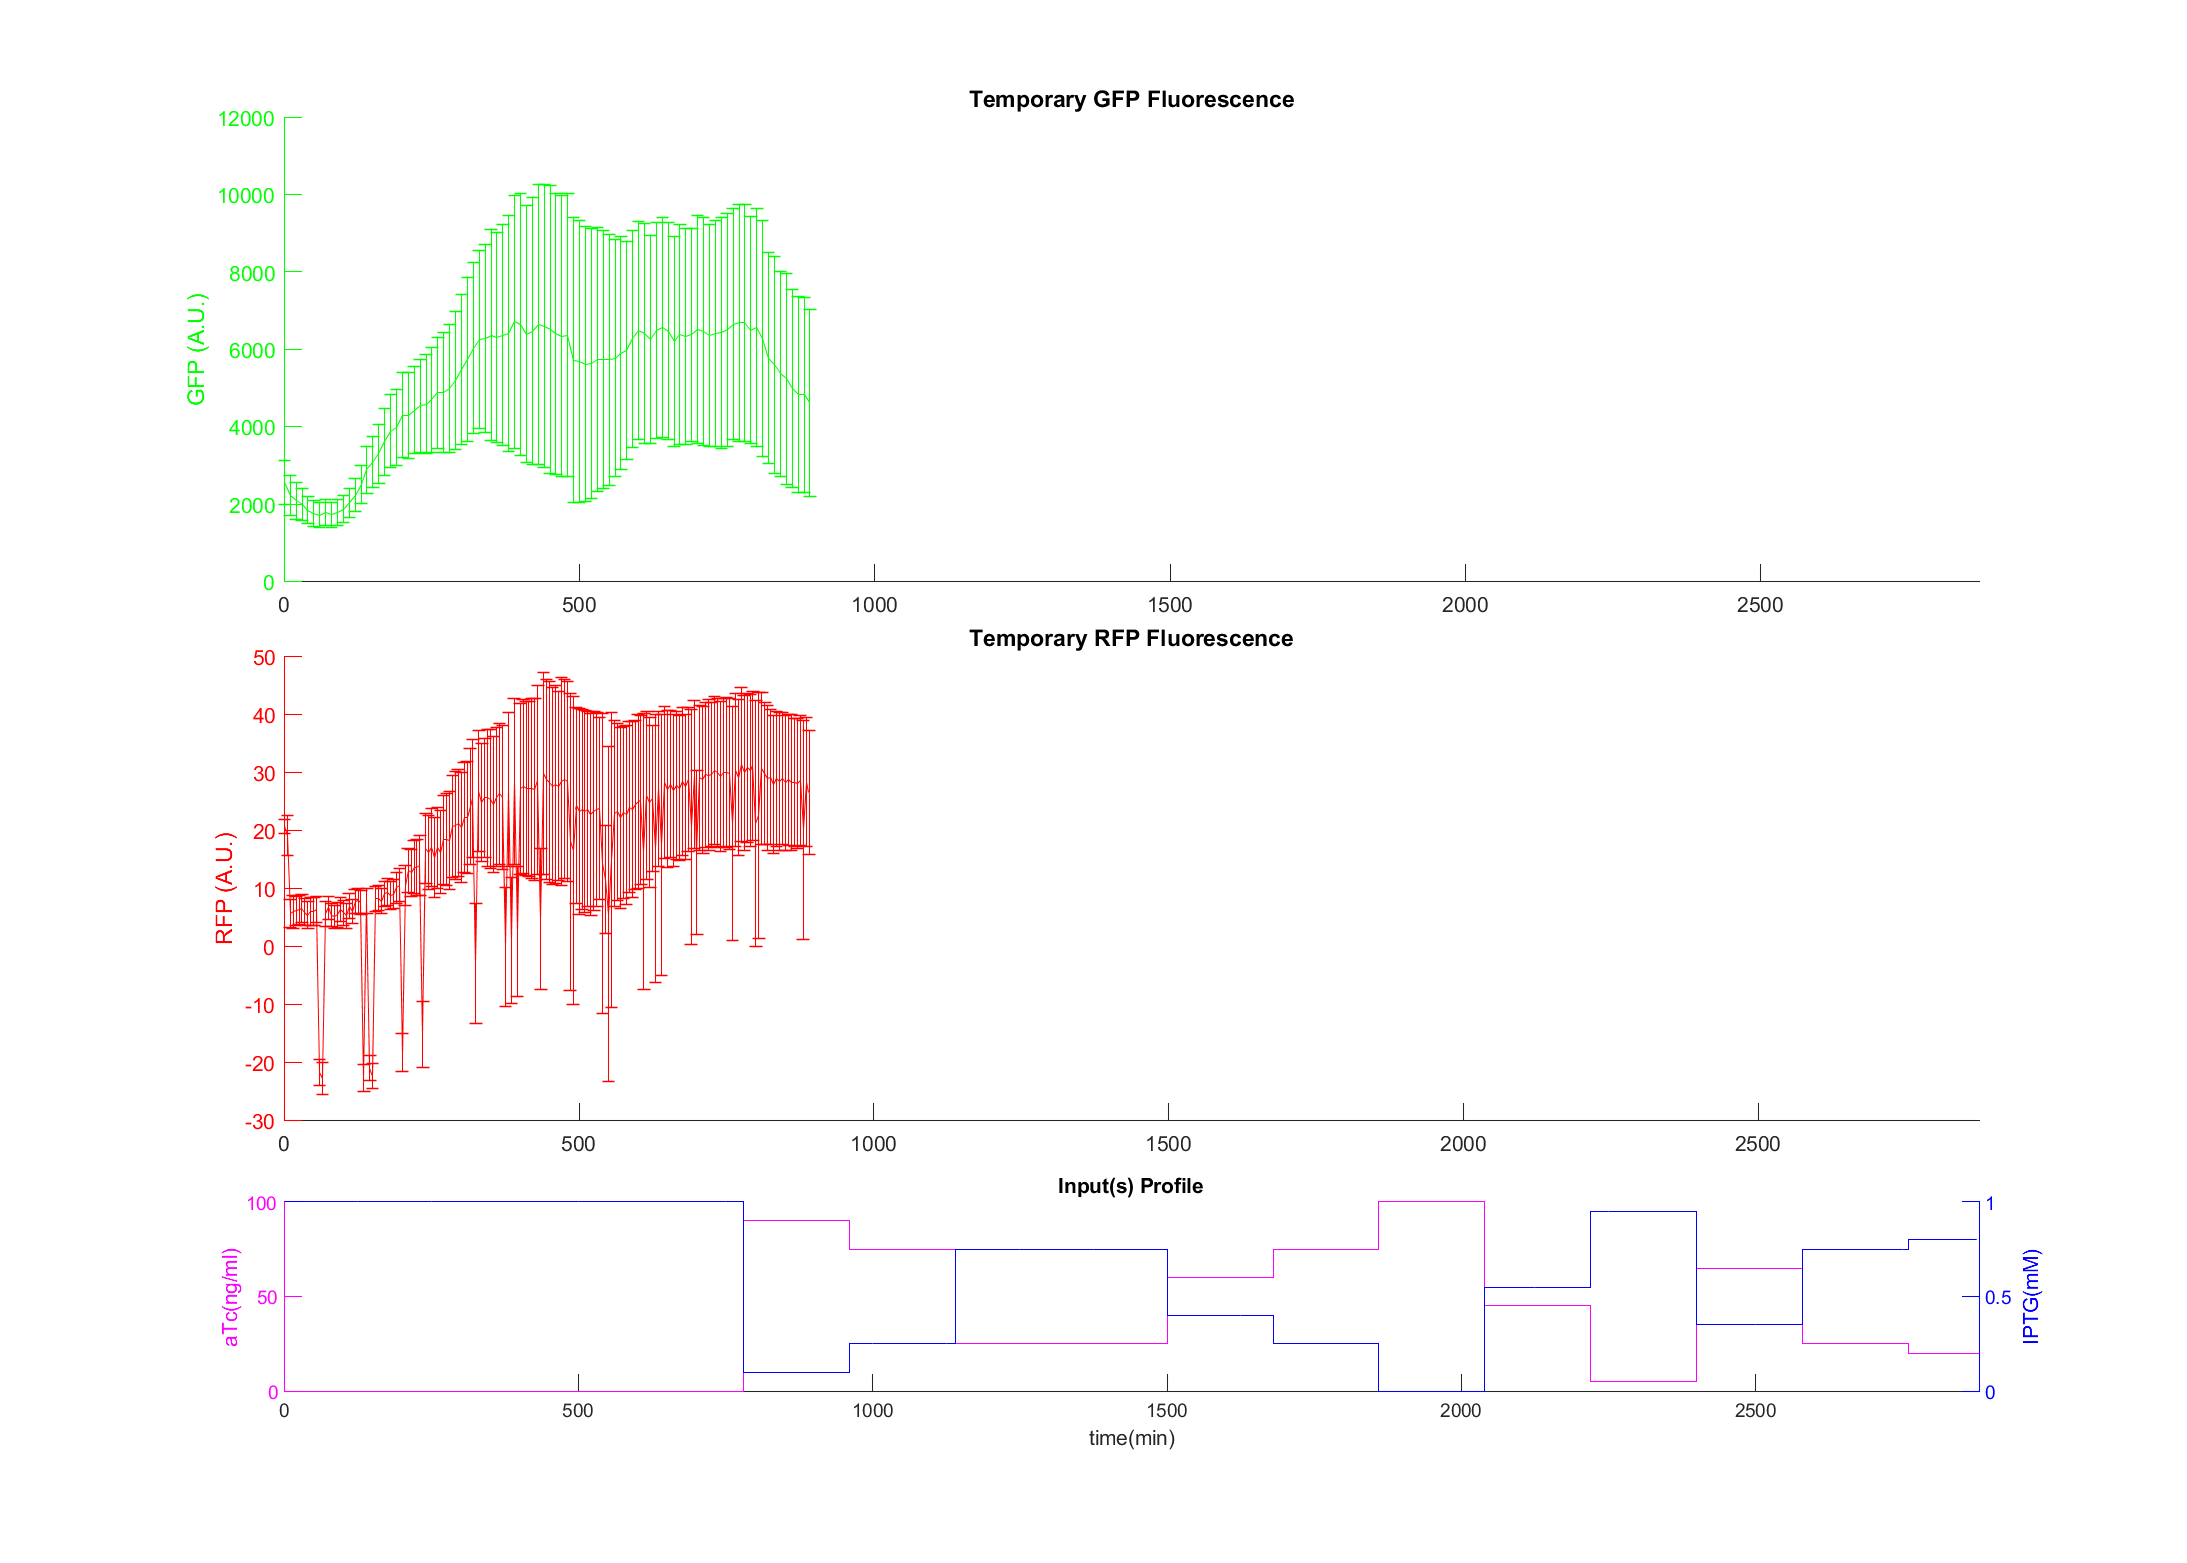 Temporary GFP Fluorescence
12000
10000
8000
6000
4000
2000
0
GFP (A.U.)
0 500 1000 1500 2000 2500
Temporary RFP Fluorescence
50
40
30
20
10
0
-10
-20
-30
RFP (A.U.)
0 500 1000 1500 2000 2500
Input(s) Profile
100
50
0
aTc(ng/ml)
1
0.5
0
IPTG(mM)
0 500 1000 1500 2000 2500
time(min)